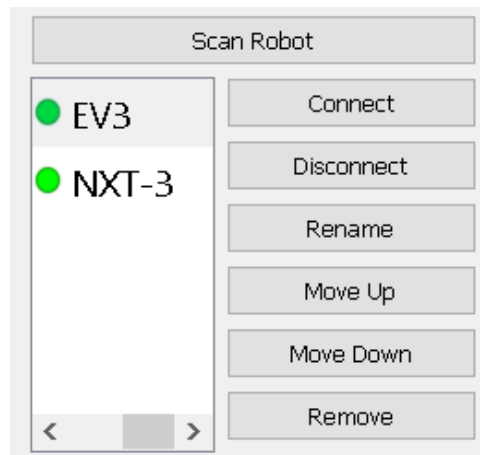 Scan Robot
EV3
NXT-3
Connect
Disconnect
Rename
Move Up
Move Down
Remove